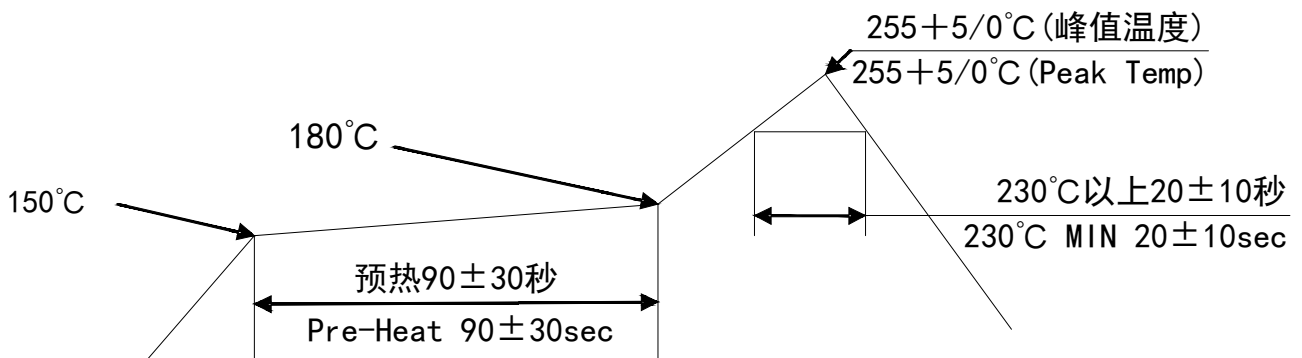 255＋5/0℃(峰值温度)
255＋5/0℃(Peak Temp)
180℃
150℃
230℃以上20±10秒
230℃ MIN 20±10sec
预热90±30秒
Pre-Heat 90±30sec